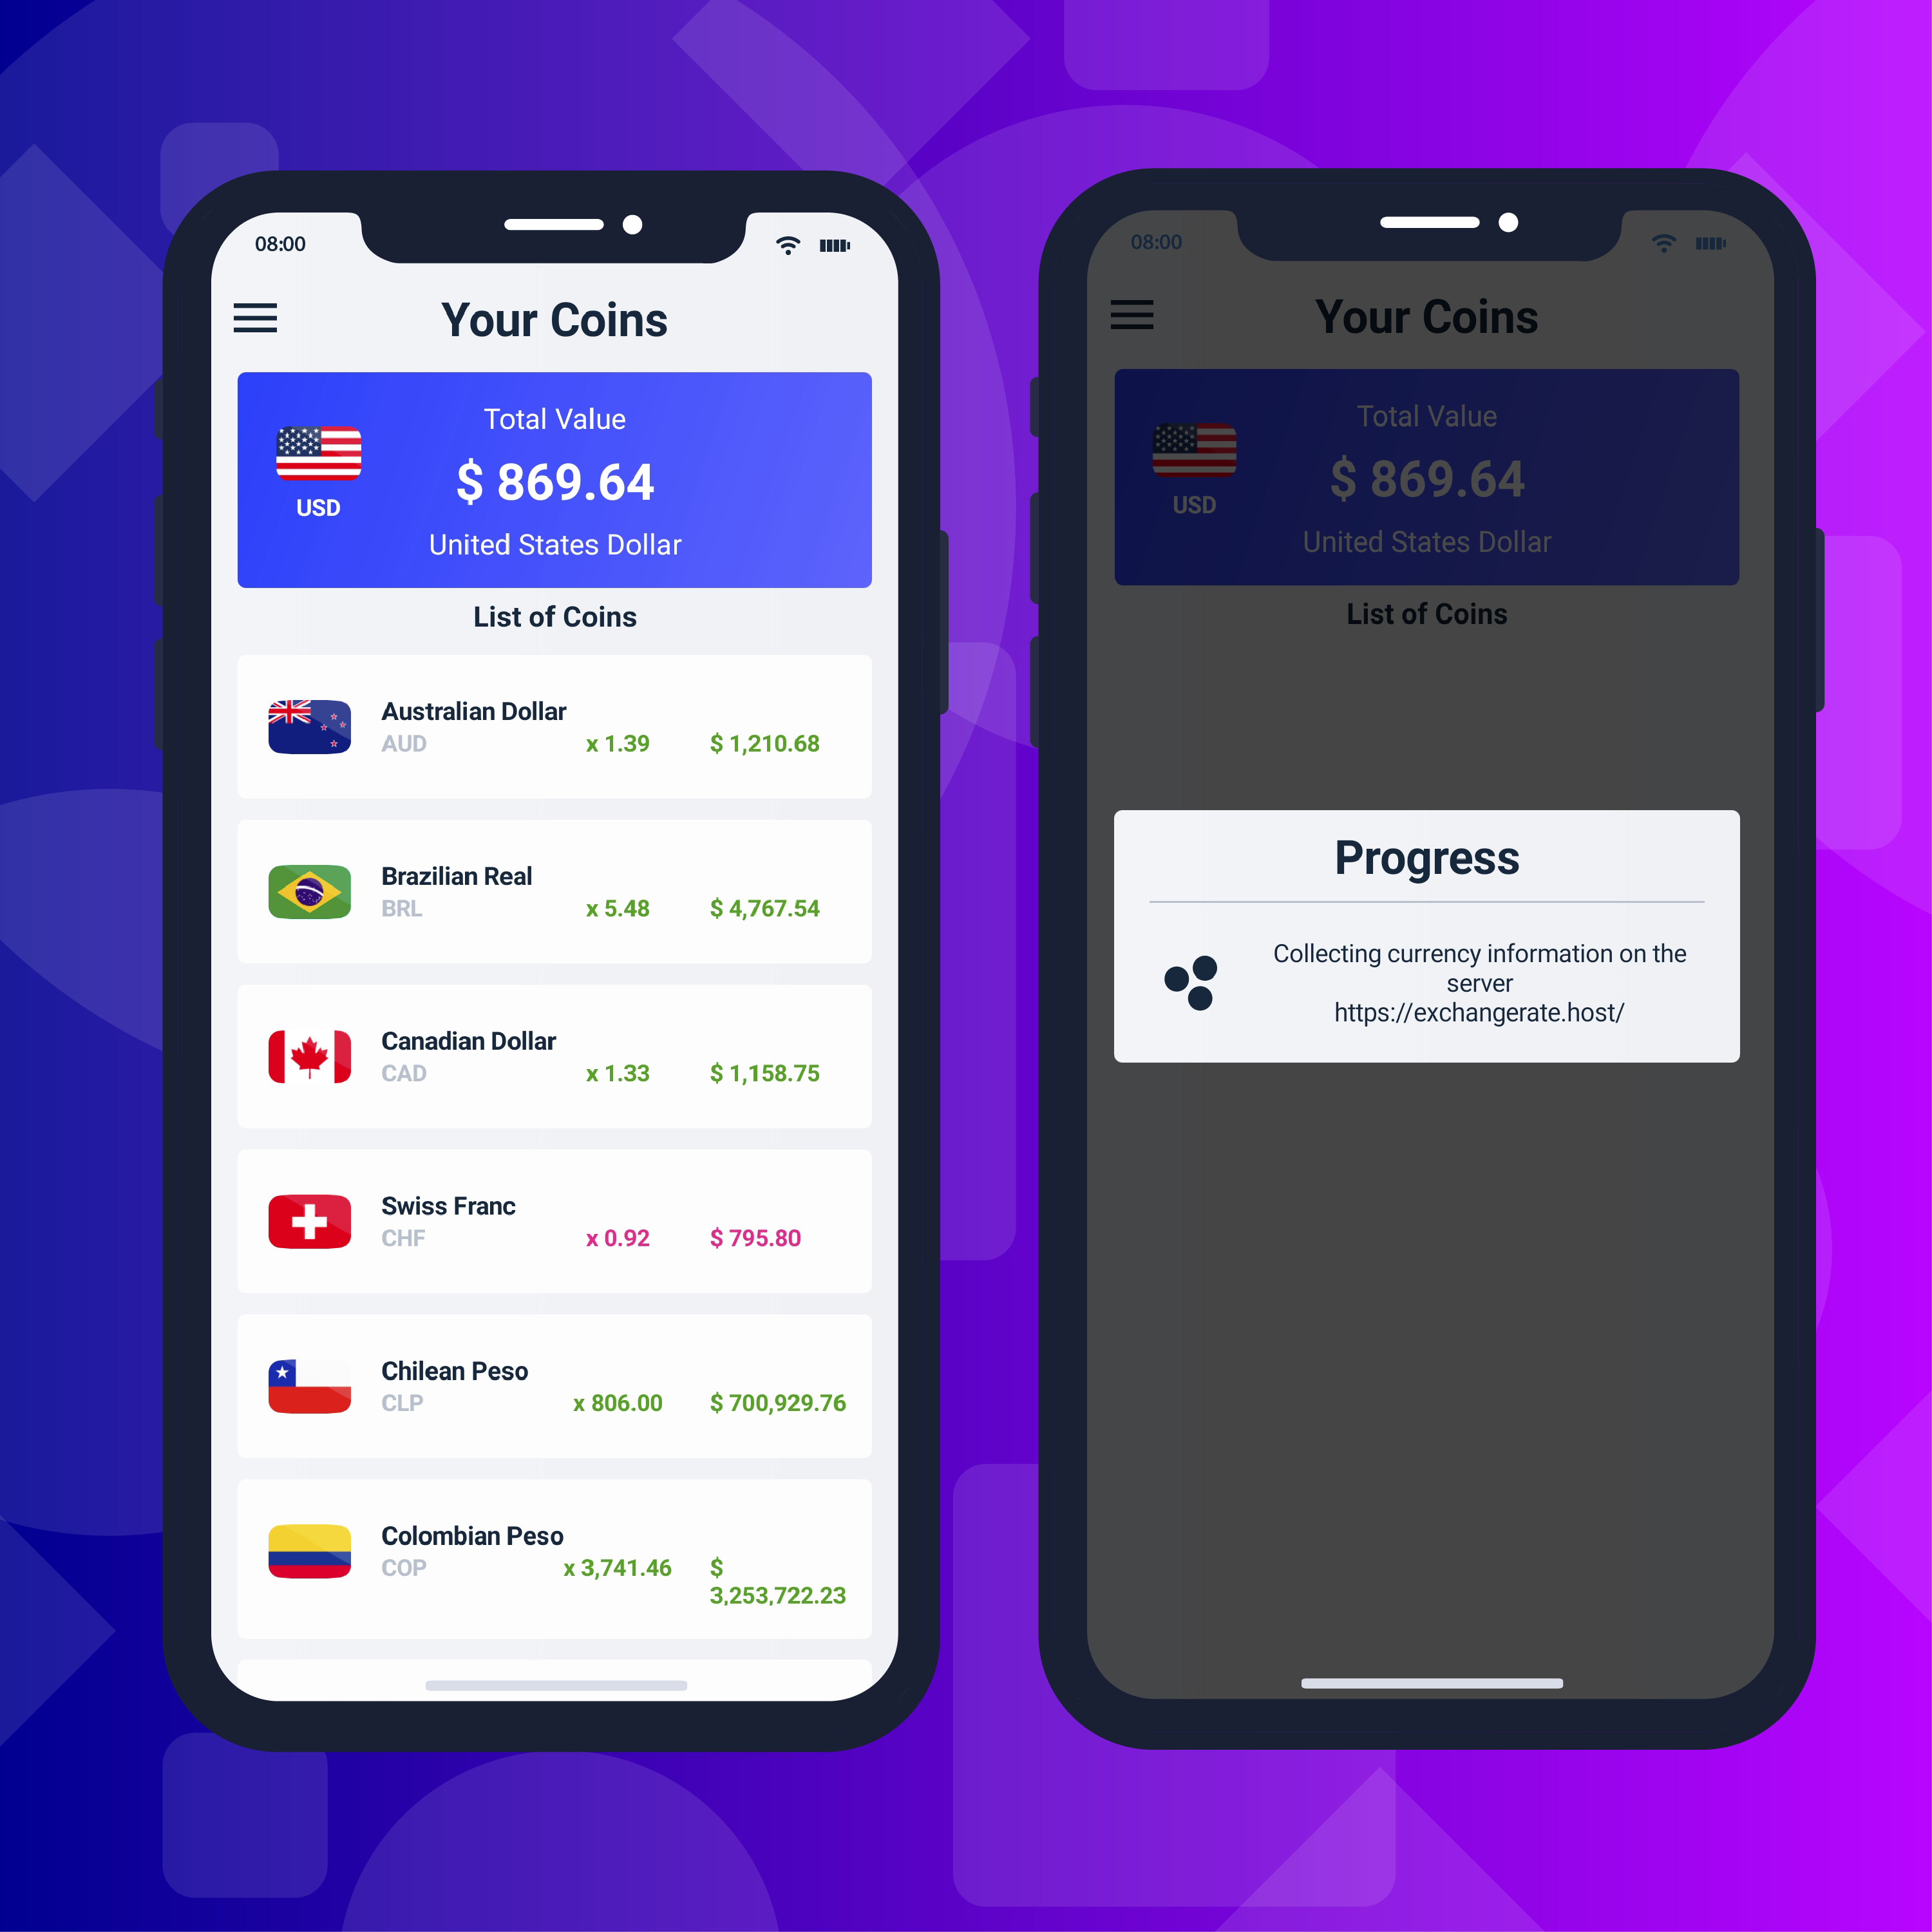 08:00
Your Coins
Total Value
$ 869.64
USD
United States Dollar
List of Coins
Australian Dollar
AUD x 1.39 $ 1,210.68
Brazilian Real
BRL x 5.48 $ 4,767.54
Canadian Dollar
CAD x 1.33 $ 1,158.75
Swiss Franc
CHF x 0.92 $ 795.80
Chilean Peso
CLP x 806.00 $ 700,929.76
Colombian Peso
COP x 3,741.46 $
3,253,722.23
08:00
Your Coins
Total Value
$ 869.64
USD
United States Dollar
List of Coins
Progress
Collecting currency information on the
server
https://exchangerate.host/